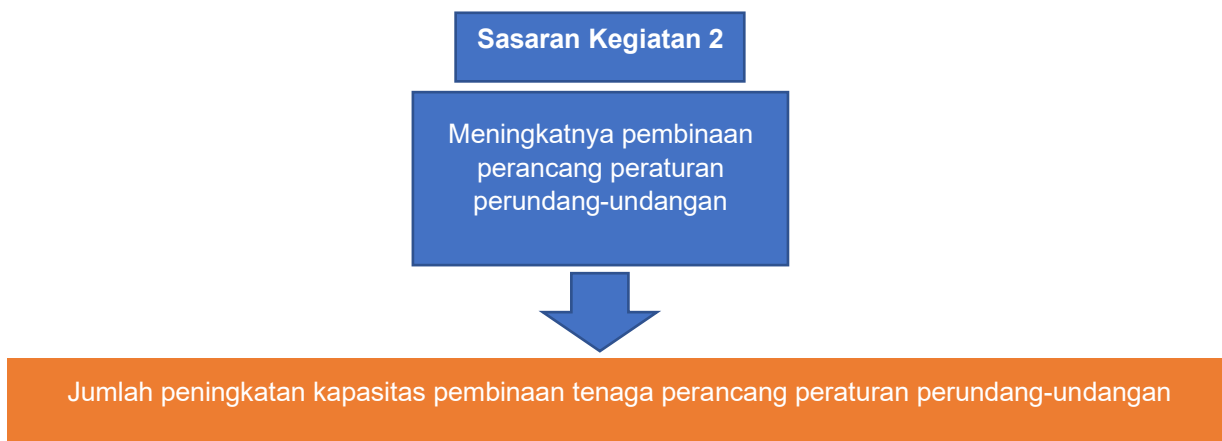 Sasaran Kegiatan 2
Meningkatnya pembinaan
perancang peraturan
perundang-undangan
Jumlah peningkatan kapasitas pembinaan tenaga perancang peraturan perundang-undangan